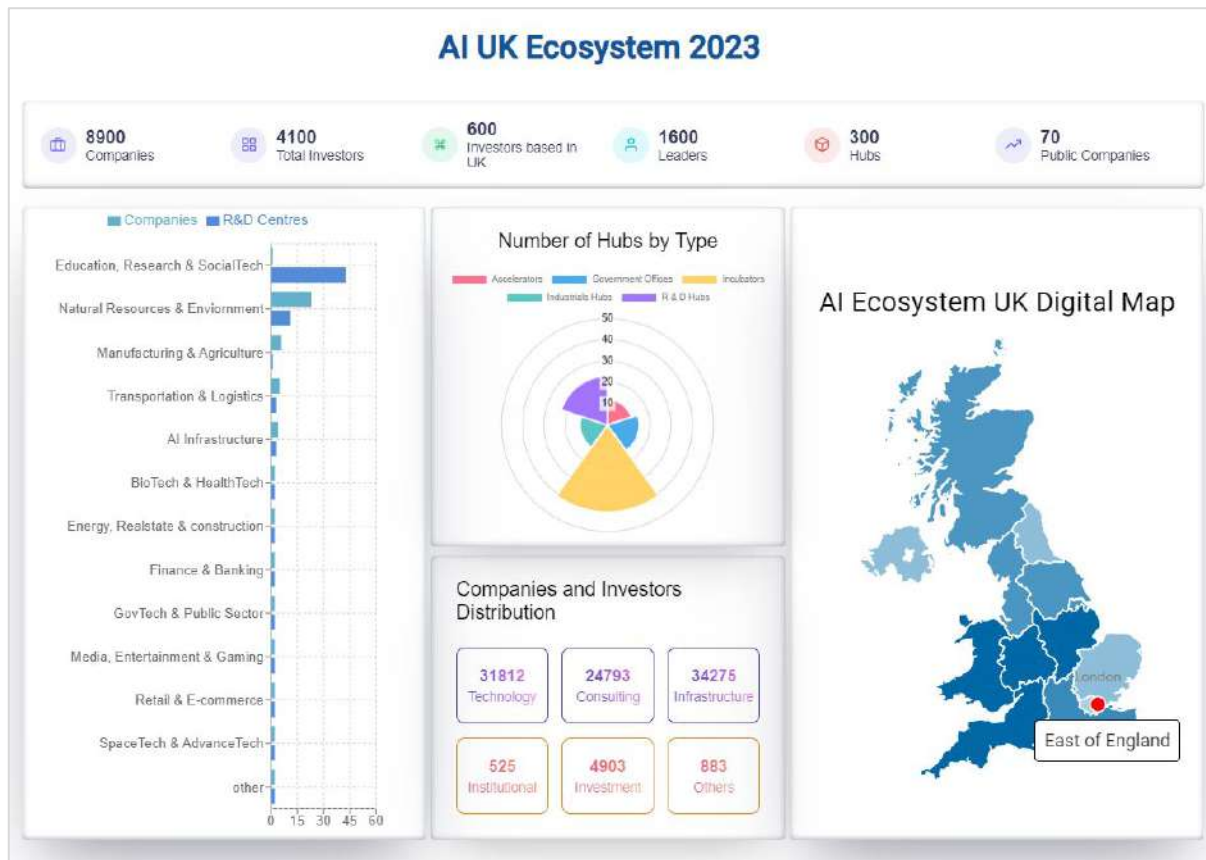 AI UK Ecosystem 2023
8900
Companies
4100
Total Investors
600
Investors based in
UK
1600
Leaders
300
Hubs
70
Public Companies
Companies R&D Centres
Education, Research & SocialTech
Natural Resources & Enviornment
Manufacturing & Agriculture
Transportation & Logistics
AI Infrastructure
BioTech & HealthTech
Energy, Realstate & construction
Finance & Banking
GovTech & Public Sector
Media, Entertainment & Gaming
Retail & E-commerce
SpaceTech & AdvanceTech
other
0 15 30 45 60
Number of Hubs by Type
Accelerators Government Offices Incubators
Industrials Hubs R & D Hubs
50
40
30
20
10
Companies and Investors
Distribution
31812
Technology
24793
Consulting
34275
Infrastructure
525
Institutional
4903
Investment
883
Others
AI Ecosystem UK Digital Map
London
East of England